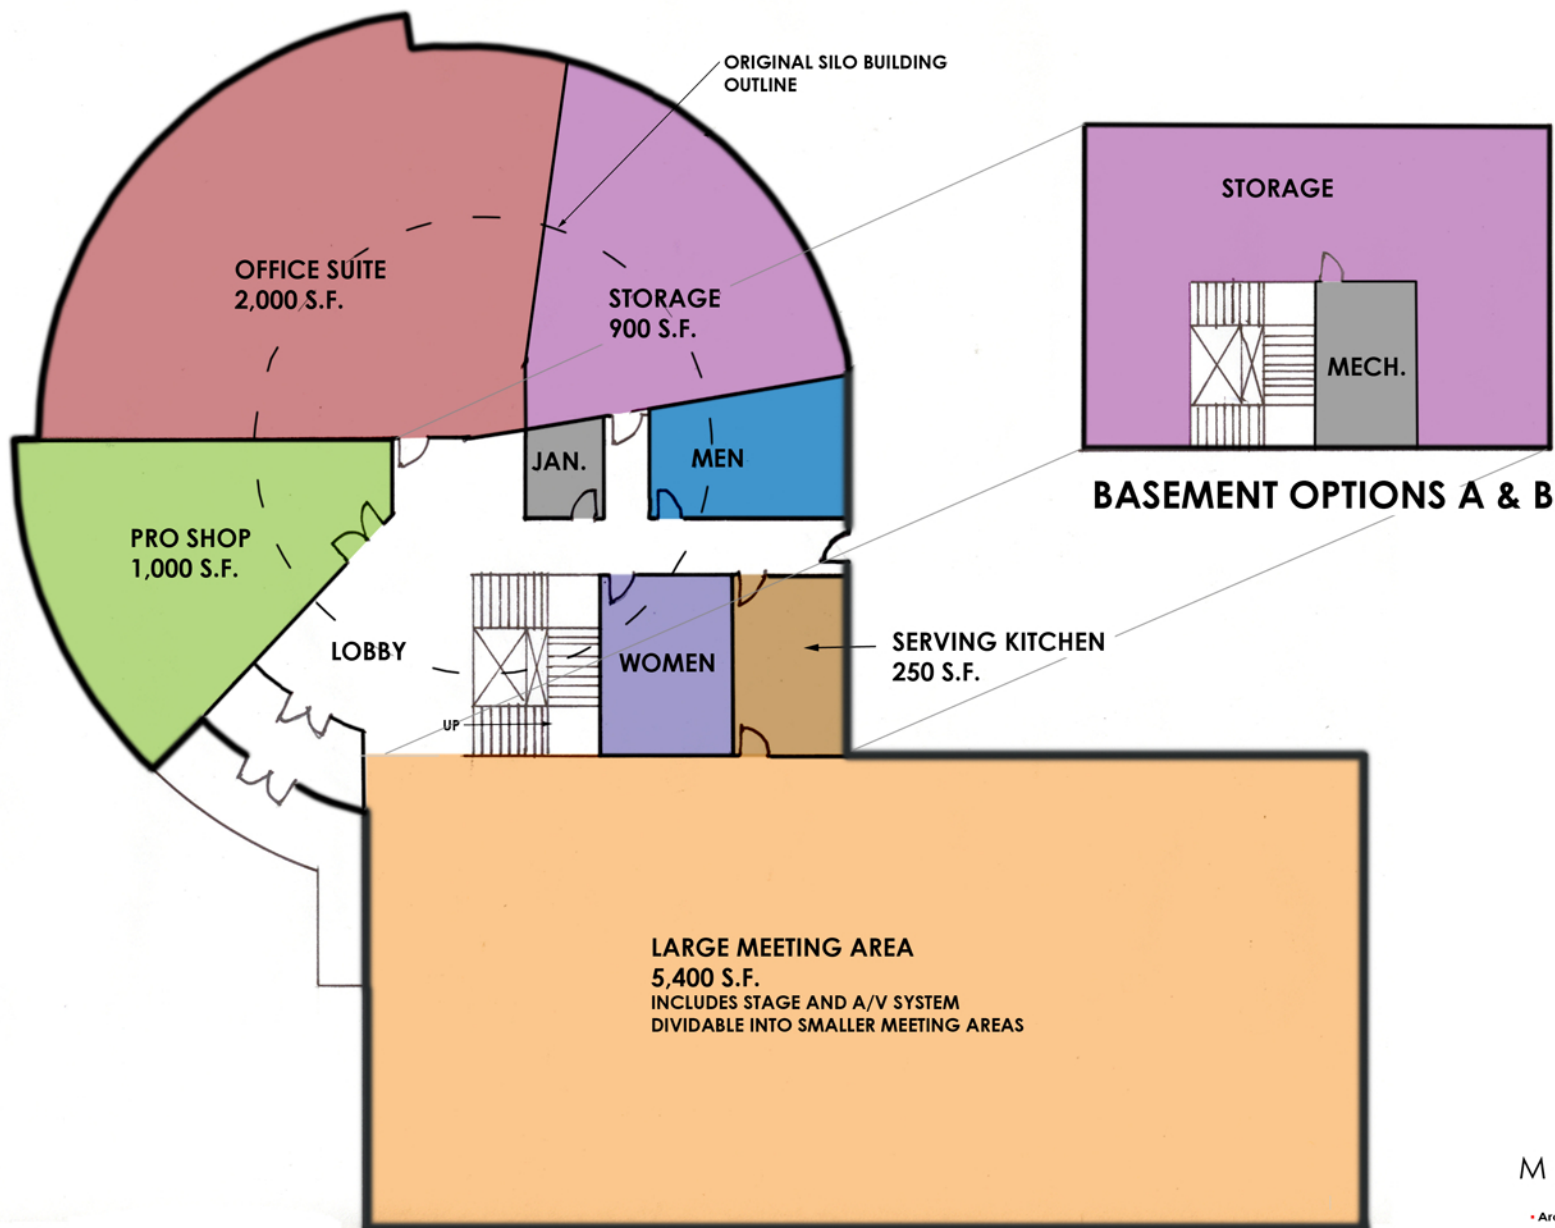 ORIGINAL SILO BUILDING
OUTLINE
STORAGE
OFFICE SUITE
2,000 S.F.
STORAGE
900 S.F.
MECH.
JAN.
MEN
BASEMENT OPTIONS A & B
PRO SHOP
1,000 S.F.
LOBBY
WOMEN
SERVING KITCHEN
250 S.F.
UP
LARGE MEETING AREA
5,400 S.F.
INCLUDES STAGE AND A/V SYSTEM
DIVIDABLE INTO SMALLER MEETING AREAS
M